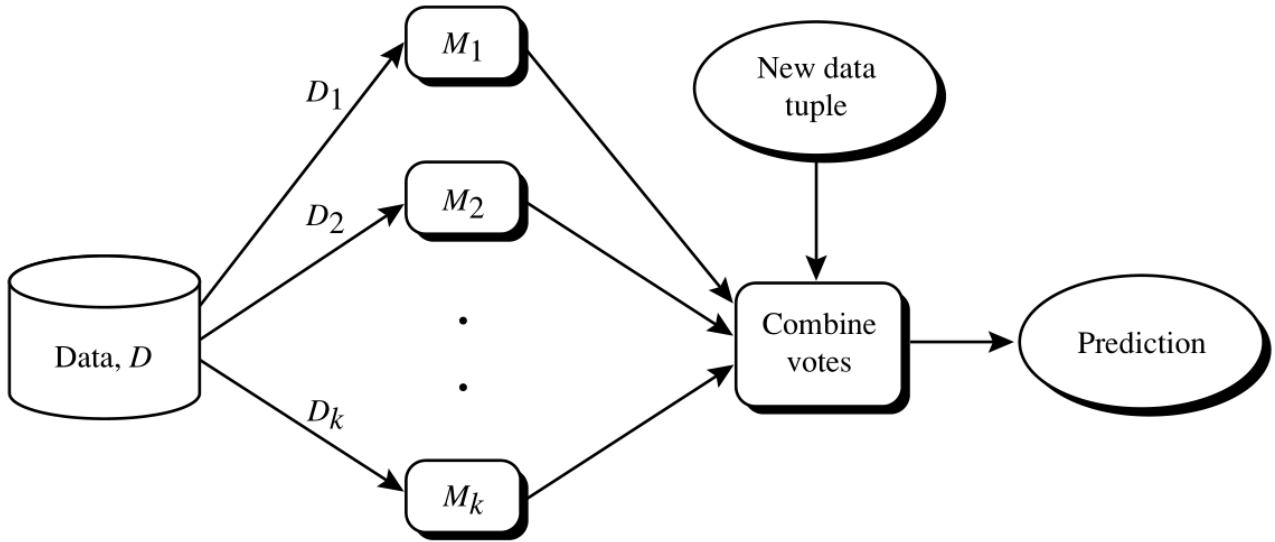 M1
New data
tuple
D1
M2
D2
Combine
votes
Data, D
Prediction
Dk
Mk